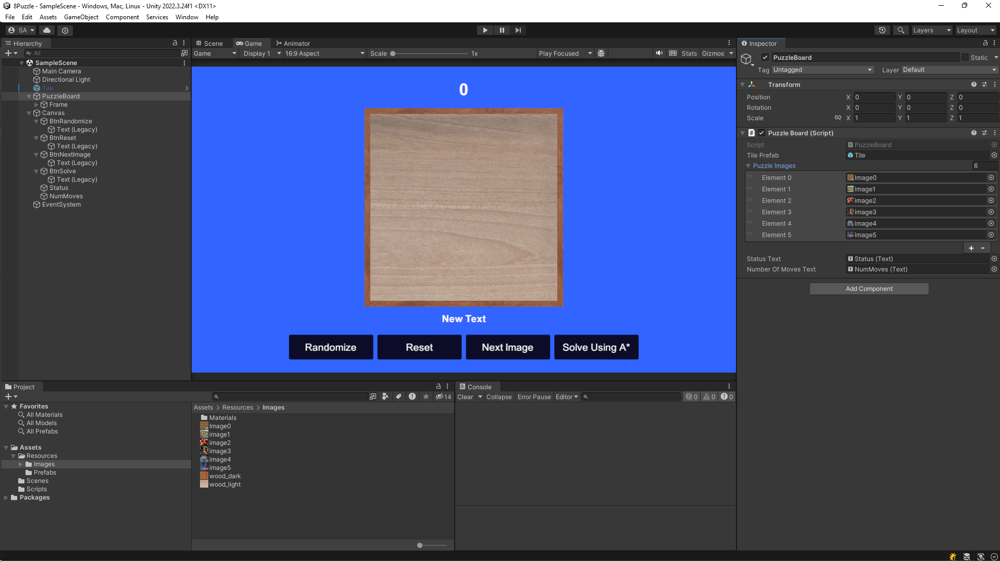 8Puzzle - SampleScene - Windows, Mac, Linux - Unity 2022.3.24f1 <DX11>
File Edit Assets GameObject Component Services Window Help
SA
Layers
Layout
Hierarchy
All
SampleScene
Main Camera
Directional Light
Tile
PuzzleBoard
Frame
Canvas
BtnRandomize
Text (Legacy)
BtnReset
Text (Legacy)
BtnNextImage
Text (Legacy)
BtnSolve
Text (Legacy)
Status
NumMoves
EventSystem
Scene Game Animator
Game Display 1 16:9 Aspect Scale 1x Play Focused Stats Gizmos
0
New Text
Randomize Reset Next Image Solve Using A*
Inspector
PuzzleBoard Static
Tag Untagged Layer Default
Transform
Position X 0 Y 0 Z 0
Rotation X 0 Y 0 Z 0
Scale X 1 Y 1 Z 1
# Puzzle Board (Script)
Script PuzzleBoard
Tile Prefab Tile
Puzzle Images 6
Element 0 Image0
Element 1 image1
Element 2 image2
Element 3 image3
Element 4 image4
Element 5 image5
+ -
Status Text Status (Text)
Number Of Moves Text NumMoves (Text)
Add Component
Project
14
Favorites
All Materials
All Models
All Prefabs
Assets
Resources
Images
Prefabs
Scenes
Scripts
Packages
Assets > Resources > Images
Materials
Image0
image1
image2
image3
image4
image5
wood_dark
wood_light
Console
Clear Collapse Error Pause Editor 0 0 0